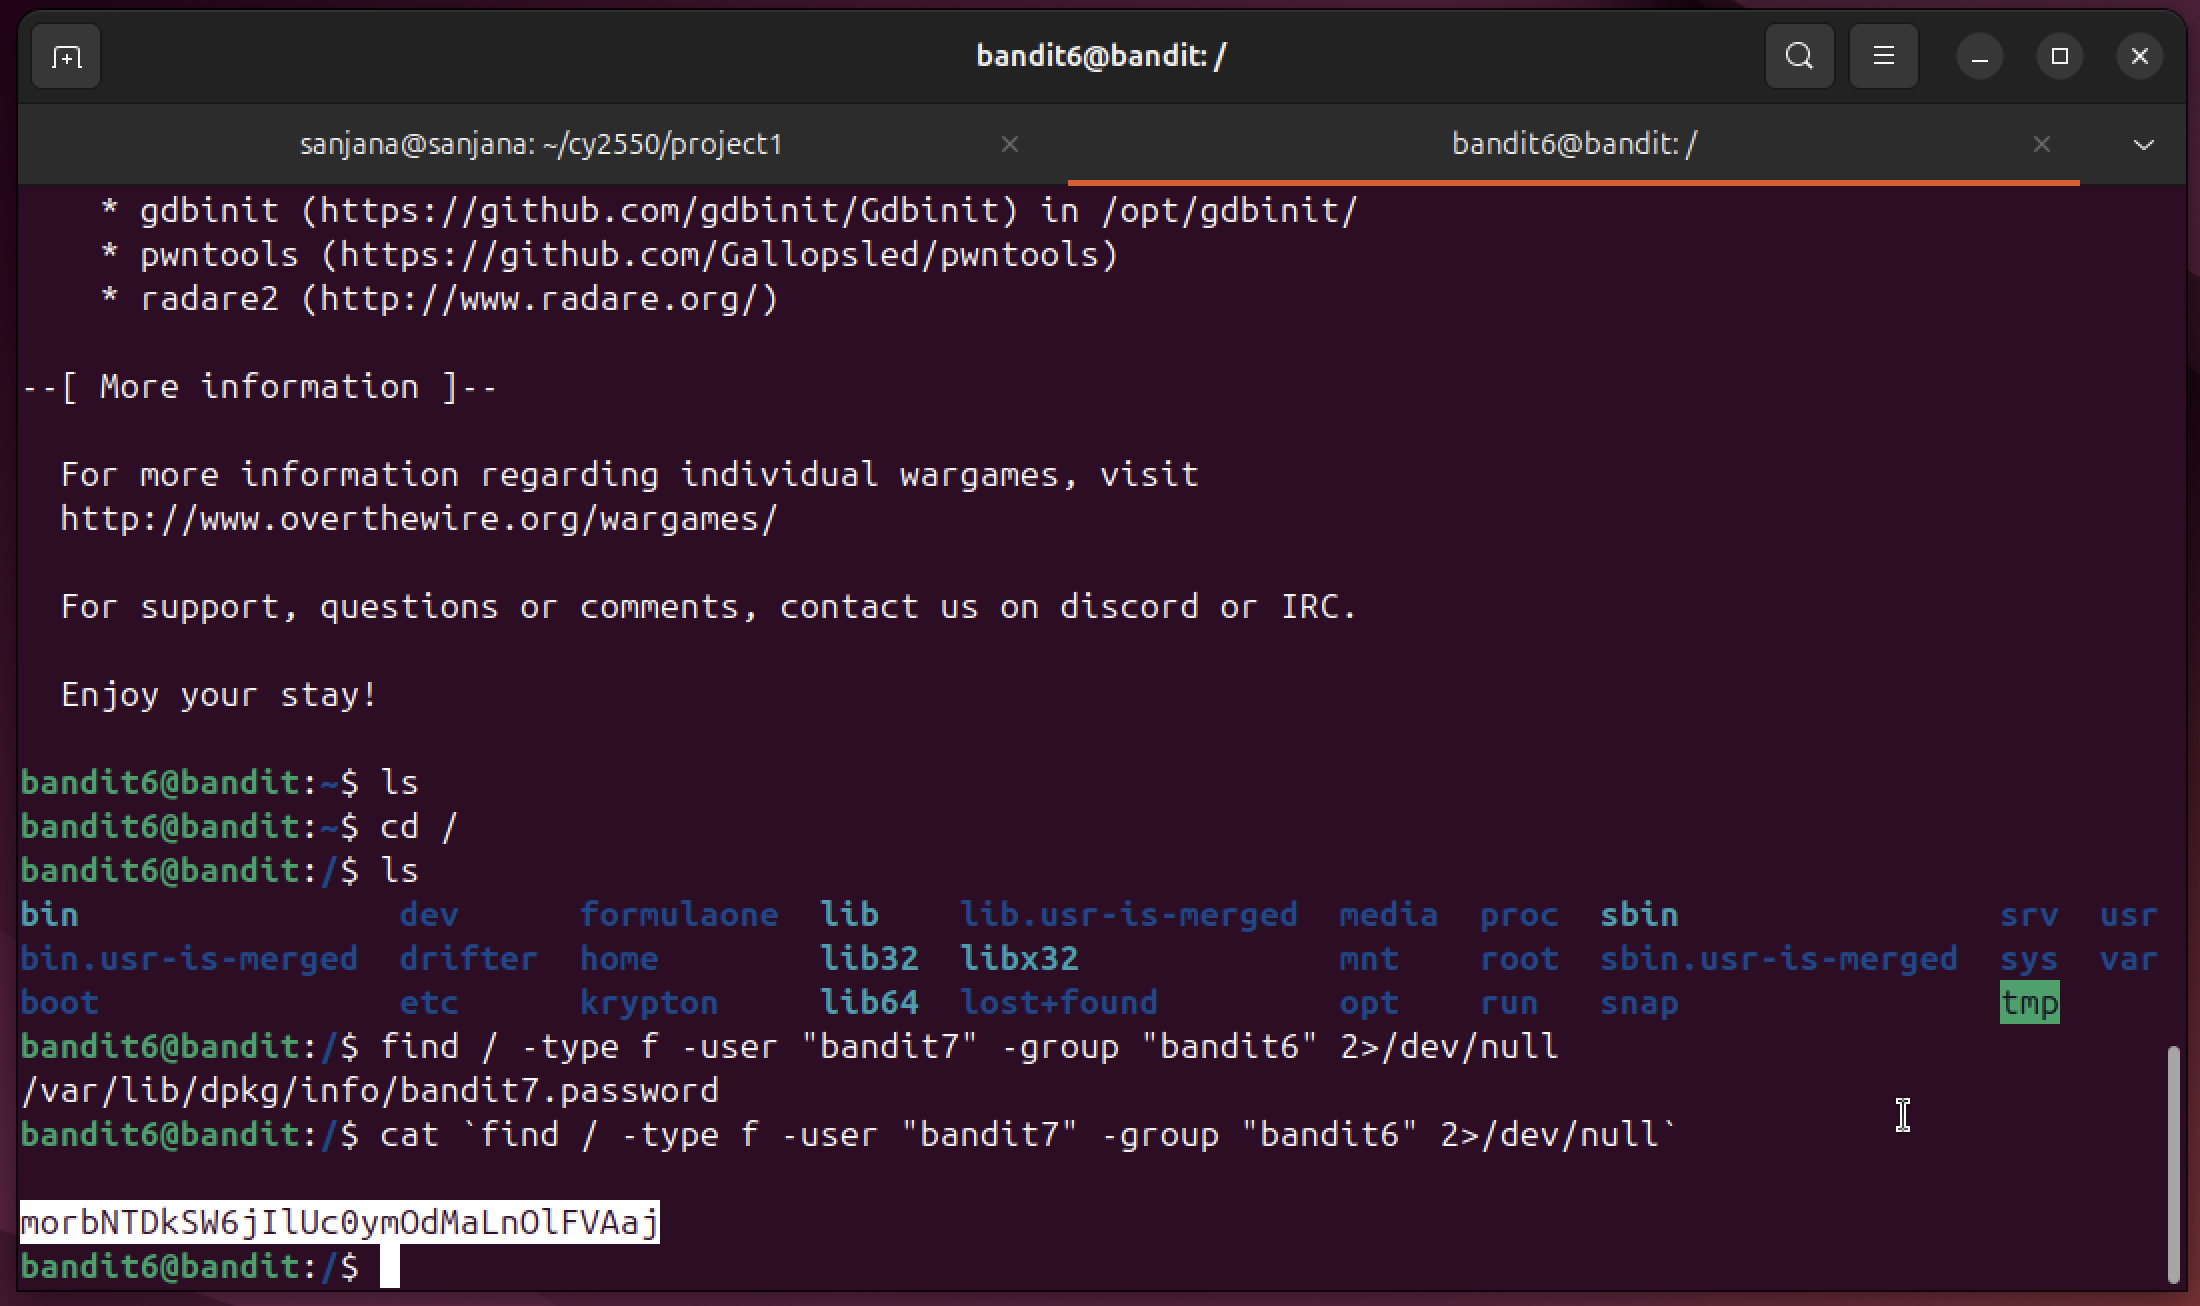 bandit6@bandit: /
sanjana@sanjana: ~/cy2550/project1
bandit6@bandit: /
* gdbinit (https://github.com/gdbinit/Gdbinit) in /opt/gdbinit/
* pwntools (https://github.com/Gallopsled/pwntools)
* radare2 (http://www.radare.org/)
--[ More information ]--
For more information regarding individual wargames, visit
http://www.overthewire.org/wargames/
For support, questions or comments, contact us on discord or IRC.
Enjoy your stay!
bandit6@bandit:~$ ls
bandit6@bandit:~$ cd /
bandit6@bandit:/$ ls
bin dev formulaone lib lib.usr-is-merged media proc sbin srv usr
bin.usr-is-merged drifter home lib32 libx32 mnt root sbin.usr-is-merged sys var
boot etc krypton lib64 lost+found opt run snap tmp
bandit6@bandit:/$ find / -type f -user "bandit7" -group "bandit6" 2>/dev/null
/var/lib/dpkg/info/bandit7.password
bandit6@bandit:/$ cat `find / -type f -user "bandit7" -group "bandit6" 2>/dev/null`
morbNTDkSW6jIlUc0ymOdMaLnOlFVAaj
bandit6@bandit:/$